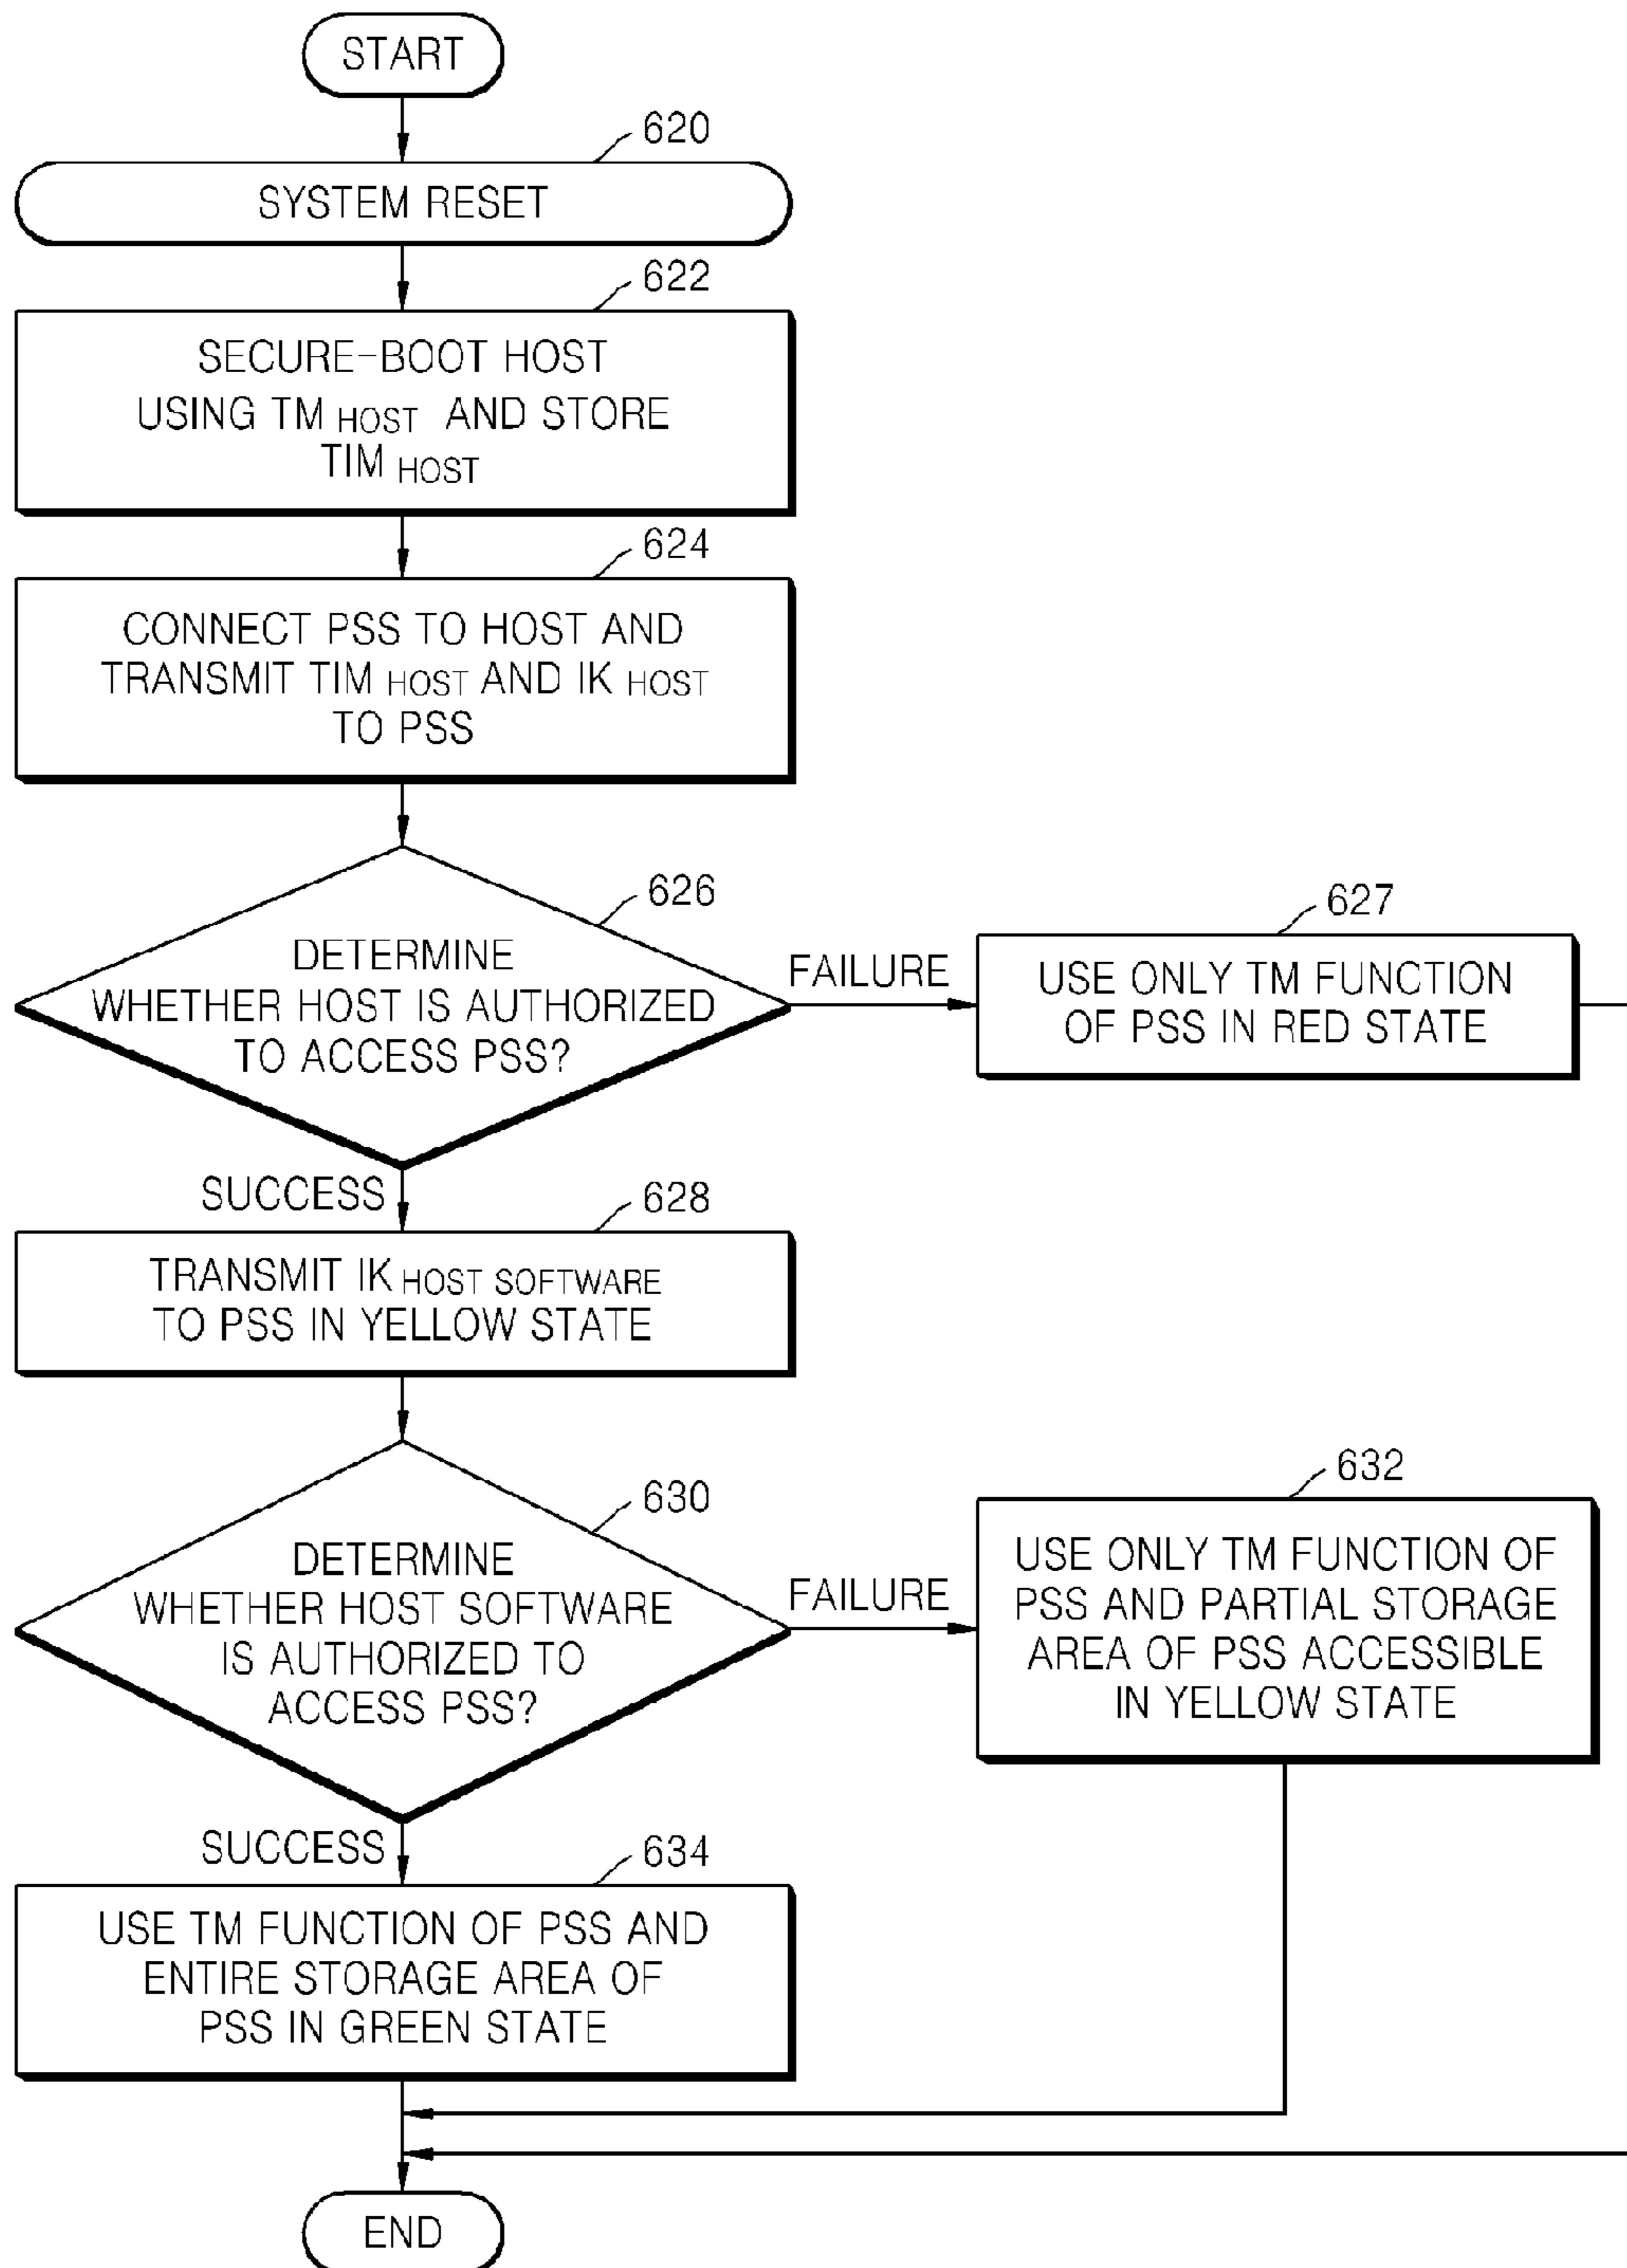 START
620
SYSTEM RESET
622
SECURE-BOOT HOST
USING TM HOST AND STORE
TIM HOST
624
CONNECT PSS TO HOST AND
TRANSMIT TIM HOST AND IK HOST
TO PSS
626
DETERMINE
WHETHER HOST IS AUTHORIZED
TO ACCESS PSS?
FAILURE
627
USE ONLY TM FUNCTION
OF PSS IN RED STATE
SUCCESS
628
TRANSMIT IK HOST SOFTWARE
TO PSS IN YELLOW STATE
630
DETERMINE
WHETHER HOST SOFTWARE
IS AUTHORIZED TO
ACCESS PSS?
FAILURE
632
USE ONLY TM FUNCTION OF
PSS AND PARTIAL STORAGE
AREA OF PSS ACCESSIBLE
IN YELLOW STATE
SUCCESS
634
USE TM FUNCTION OF PSS AND
ENTIRE STORAGE AREA OF
PSS IN GREEN STATE
END